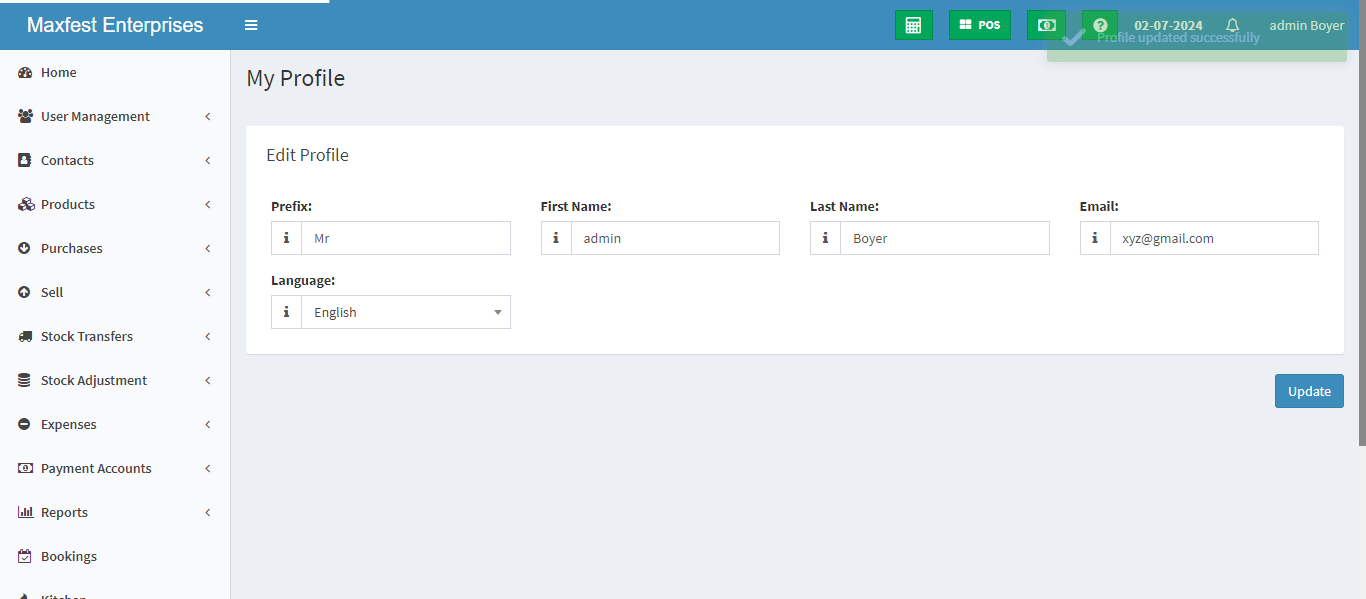 Maxfest Enterprises
POS
02-07-2024
admin Boyer
Profile updated successfully
Home
User Management
Contacts
Products
Purchases
Sell
Stock Transfers
Stock Adjustment
Expenses
Payment Accounts
Reports
Bookings
Kitchen
My Profile
Edit Profile
Prefix:
Mr
First Name:
admin
Last Name:
Boyer
Email:
xyz@gmail.com
Language:
English
Update